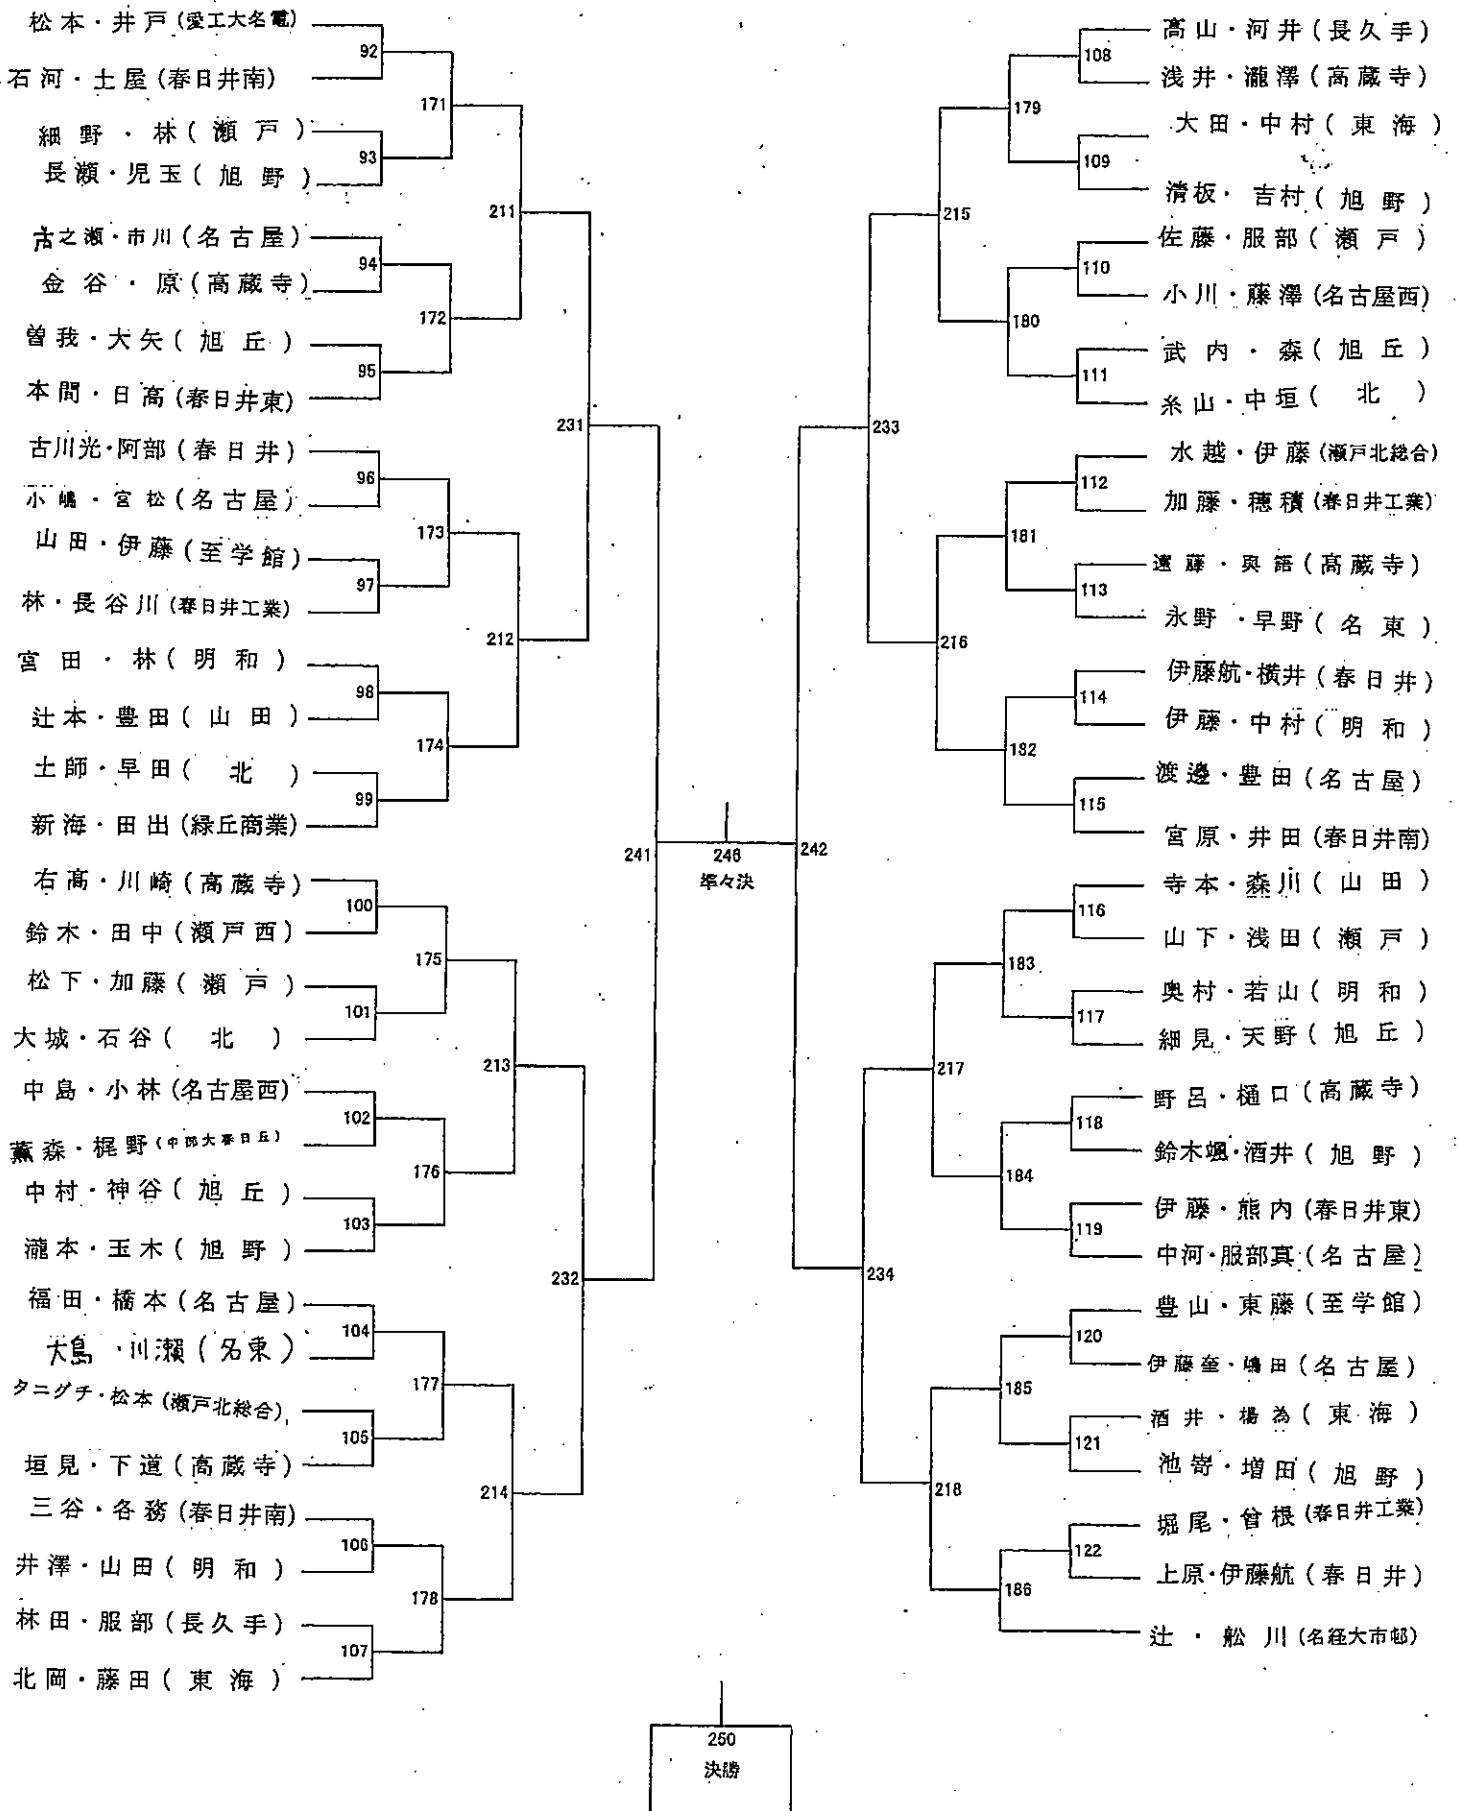 松本・井戸(愛工大名電)
92
石河・土屋(春日井南)
171
細野・林(瀬戸)
93
長瀬・児玉(旭野)
211
古之瀬・市川(名古屋)
94
金谷・原(高蔵寺)
172
曽我・大矢(旭丘)
95
本間・日高(春日井東)
231
古川光・阿部(春日井)
96
小嶋・宮松(名古屋)
173
山田・伊藤(至学館)
97
林・長谷川(春日井工業)
212
宮田・林(明和)
98
辻本・豊田(山田)
174
土師・早田(北)
99
新海・田出(緑丘商業)
241
右髙・川崎(高蔵寺)
100
鈴木・田中(瀬戸西)
175
松下・加藤(瀬戸)
101
大城・石谷(北)
213
中島・小林(名古屋西)
102
薫森・梶野(中部大春日丘)
176
中村・神谷(旭丘)
103
瀧本・玉木(旭野)
232
福田・橋本(名古屋)
104
大島・川瀬(名東)
177
タニグチ・松本(瀬戸北総合)
105
垣見・下道(高蔵寺)
214
三谷・各務(春日井南)
106
井澤・山田(明和)
178
林田・服部(長久手)
107
北岡・藤田(東海)
246
準々決
高山・河井(長久手)
108
浅井・瀧澤(高蔵寺)
179
大田・中村(東海)
109
清板・吉村(旭野)
215
佐藤・服部(瀬戸)
110
小川・藤澤(名古屋西)
180
武内・森(旭丘)
111
糸山・中垣(北)
233
水越・伊藤(瀬戸北総合)
112
加藤・穂積(春日井工業)
181
遠藤・與語(高蔵寺)
113
永野・早野(名東)
216
伊藤航・横井(春日井)
114
伊藤・中村(明和)
182
渡邊・豊田(名古屋)
115
宮原・井田(春日井南)
242
寺本・森川(山田)
116
山下・浅田(瀬戸)
183
奥村・若山(明和)
117
細見・天野(旭丘)
217
野呂・樋口(高蔵寺)
118
鈴木颯・酒井(旭野)
184
伊藤・熊内(春日井東)
119
中河・服部真(名古屋)
234
豊山・東藤(至学館)
120
伊藤奎・嶋田(名古屋)
185
酒井・楊為(東海)
121
池嵜・増田(旭野)
218
堀尾・曾根(春日井工業)
122
上原・伊藤航(春日井)
186
辻・舩川(名経大市邨)
250
決勝